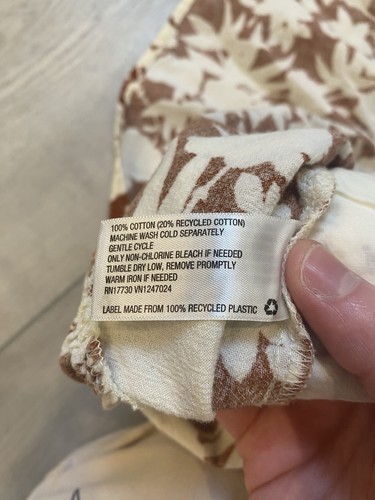 100% COTTON (20% RECYCLED COTTON)
MACHINE WASH COLD SEPARATELY
GENTLE CYCLE
ONLY NON-CHLORINE BLEACH IF NEEDED
TUMBLE DRY LOW, REMOVE PROMPTLY
WARM IRON IF NEEDED
RN17730 VN1247024
LABEL MADE FROM 100% RECYCLED PLASTIC